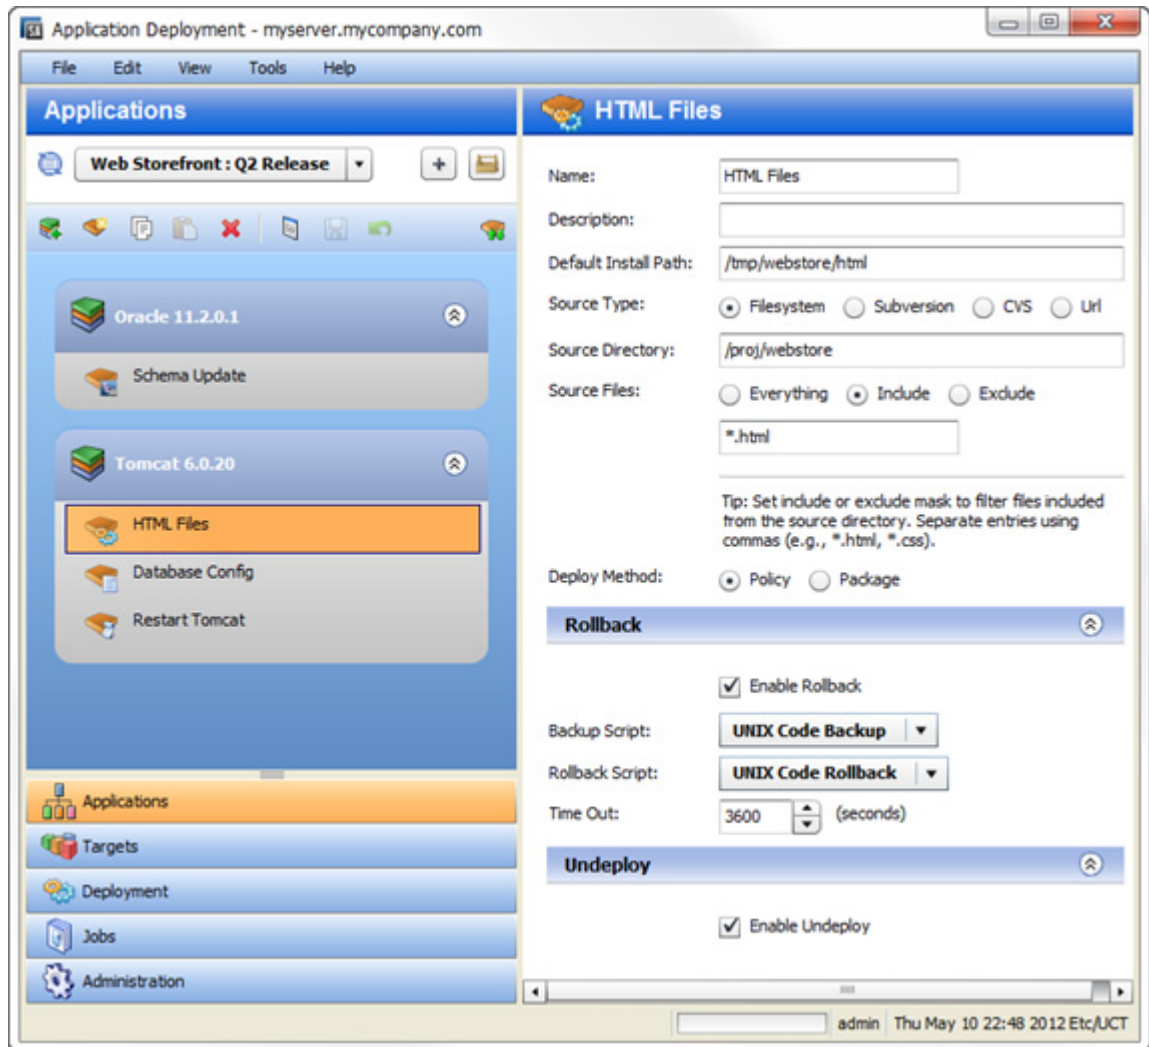 Application Deployment - myserver.mycompany.com
File Edit View Tools Help
Applications
Web Storefront : Q2 Release
Oracle 11.2.0.1
Schema Update
Tomcat 6.0.20
HTML Files
Database Config
Restart Tomcat
Applications
Targets
Deployment
Jobs
Administration
HTML Files
Name: HTML Files
Description:
Default Install Path: /tmp/webstore/html
Source Type: Filesystem Subversion CVS Url
Source Directory: /proj/webstore
Source Files: Everything Include Exclude
*.html
Tip: Set include or exclude mask to filter files included
from the source directory. Separate entries using
commas (e.g., *.html, *.css).
Deploy Method: Policy Package
Rollback
Enable Rollback
Backup Script: UNIX Code Backup
Rollback Script: UNIX Code Rollback
Time Out: 3600 (seconds)
Undeploy
Enable Undeploy
admin Thu May 10 22:48 2012 Etc/UCT